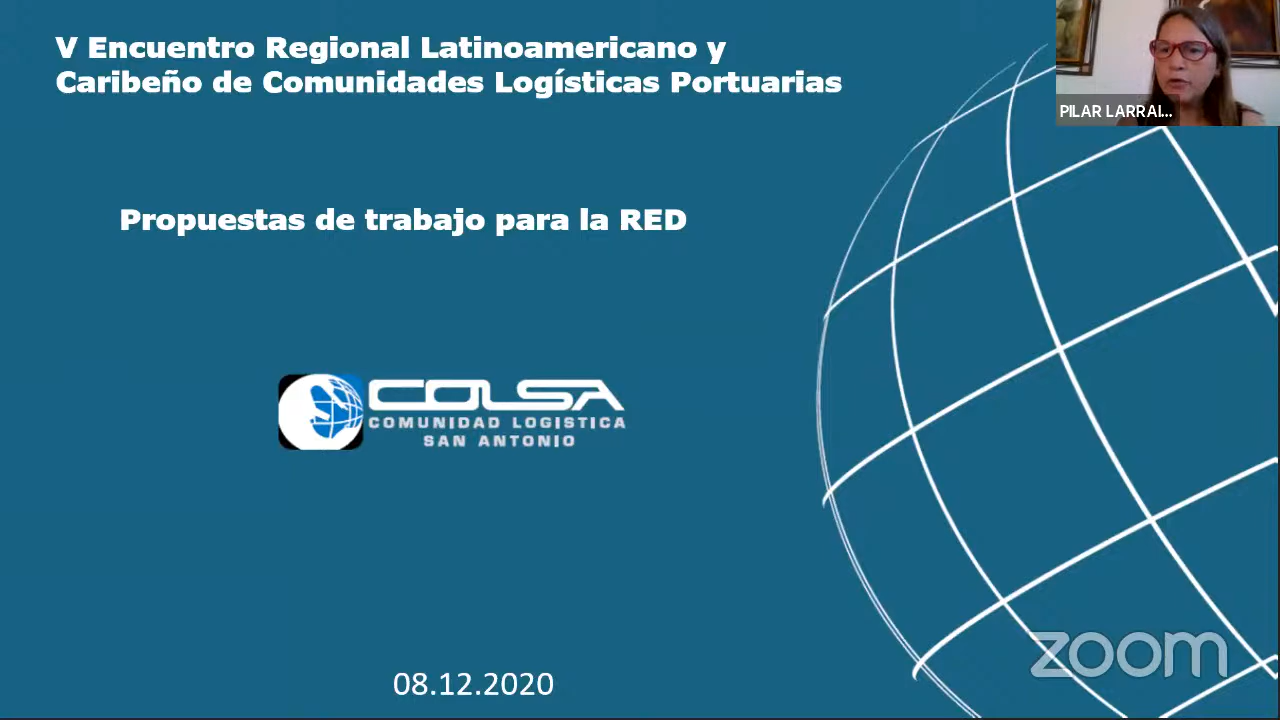 V Encuentro Regional Latinoamericano y
Caribeño de Comunidades Logísticas Portuarias
PILAR LARRAI...
Propuestas de trabajo para la RED
COLSA
COMUNIDAD LOGISTICA
SAN ANTONIO
zoom
08.12.2020